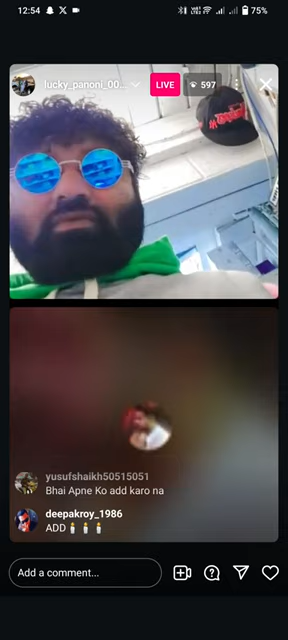 12:54
75%
lucky_panoni_00...
LIVE
597
yusufshaikh50515051
Bhai Apne Ko add karo na
deepakroy_1986
ADD 🕯️🕯️🕯️
Add a comment...